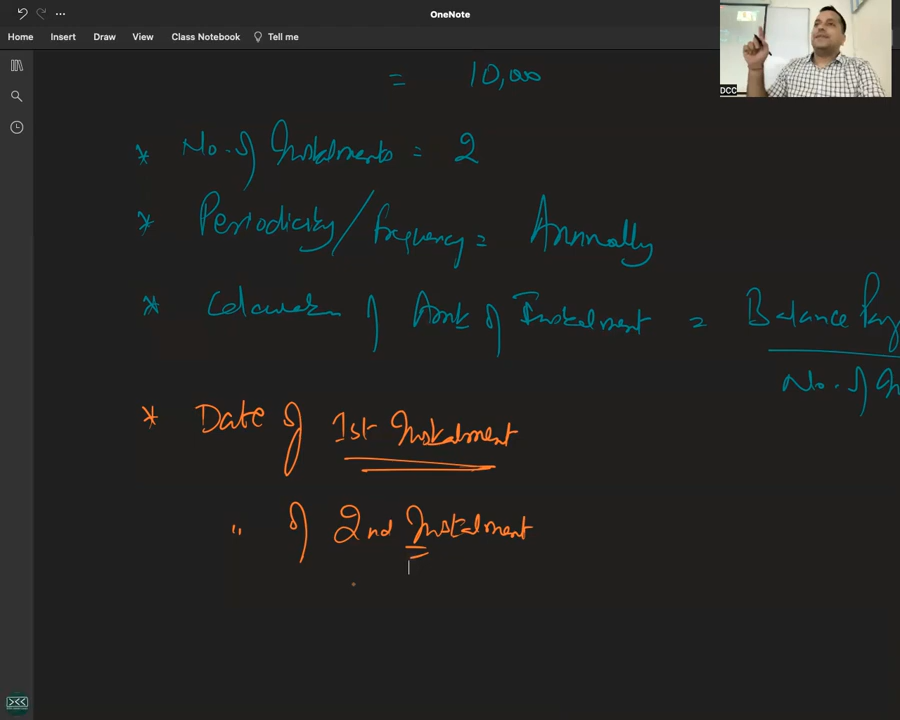 OneNote
Home Insert Draw View Class Notebook Tell me
DCC
= 10,000
* No. of Instalments = 2
* Periodicity/frequency = Annually
* of Amt of Instalment = Balance Pay
No. of In
* Date of 1st Instalment
" of 2nd Instalment